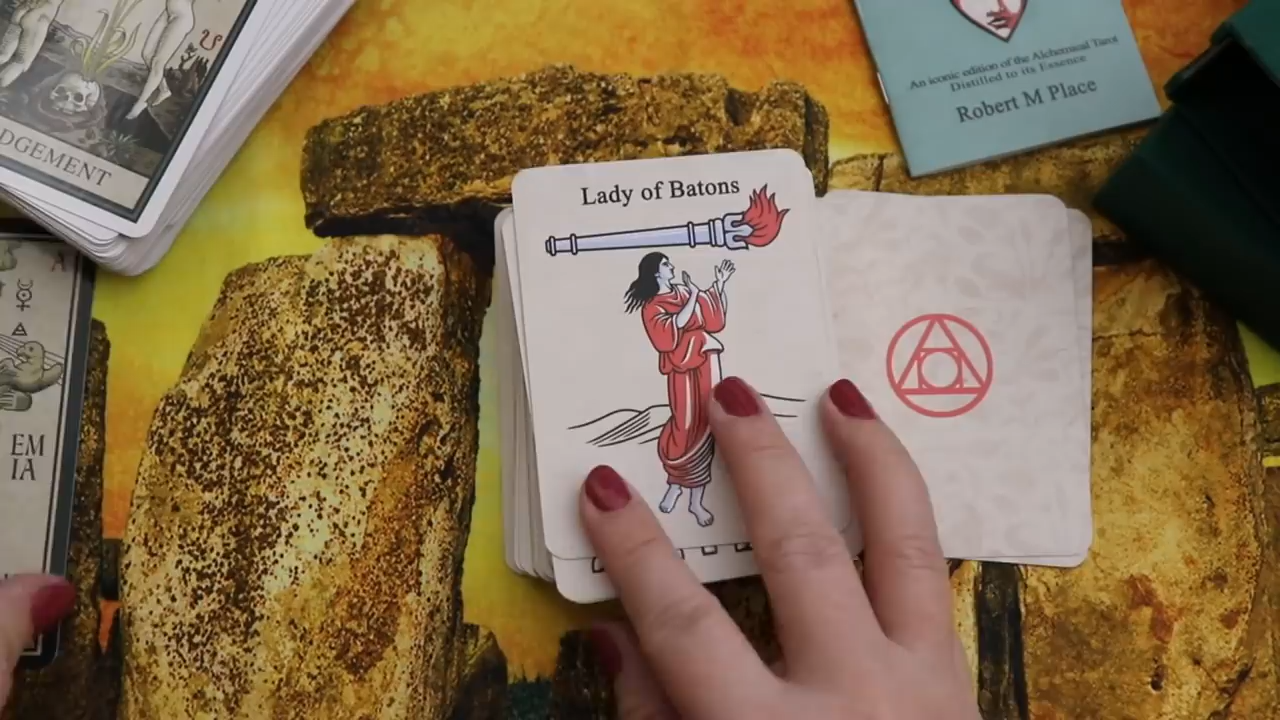 DGEMENT
An iconic edition of the Alchemical Tarot
Distilled to its Essence
Robert M Place
Lady of Batons
A
EM
IA